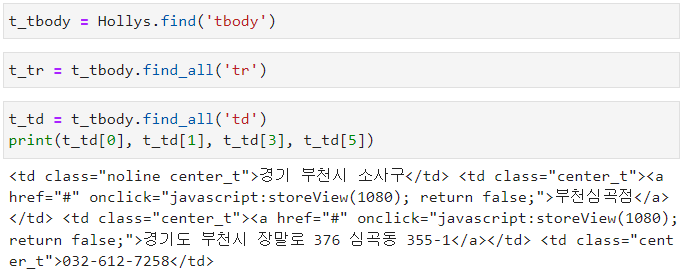 t_tbody = Hollys.find('tbody')
t_tr = t_tbody.find_all('tr')
t_td = t_tbody.find_all('td')
print(t_td[0], t_td[1], t_td[3], t_td[5])
<td class="noline center_t">경기 부천시 소사구</td> <td class="center_t"><a
href="#" onclick="javascript:storeView(1080); return false;">부천심곡점</a>
</td> <td class="center_t"><a href="#" onclick="javascript:storeView(1080);
return false;">경기도 부천시 장말로 376 심곡동 355-1</a></td> <td class="cent
er_t">032-612-7258</td>